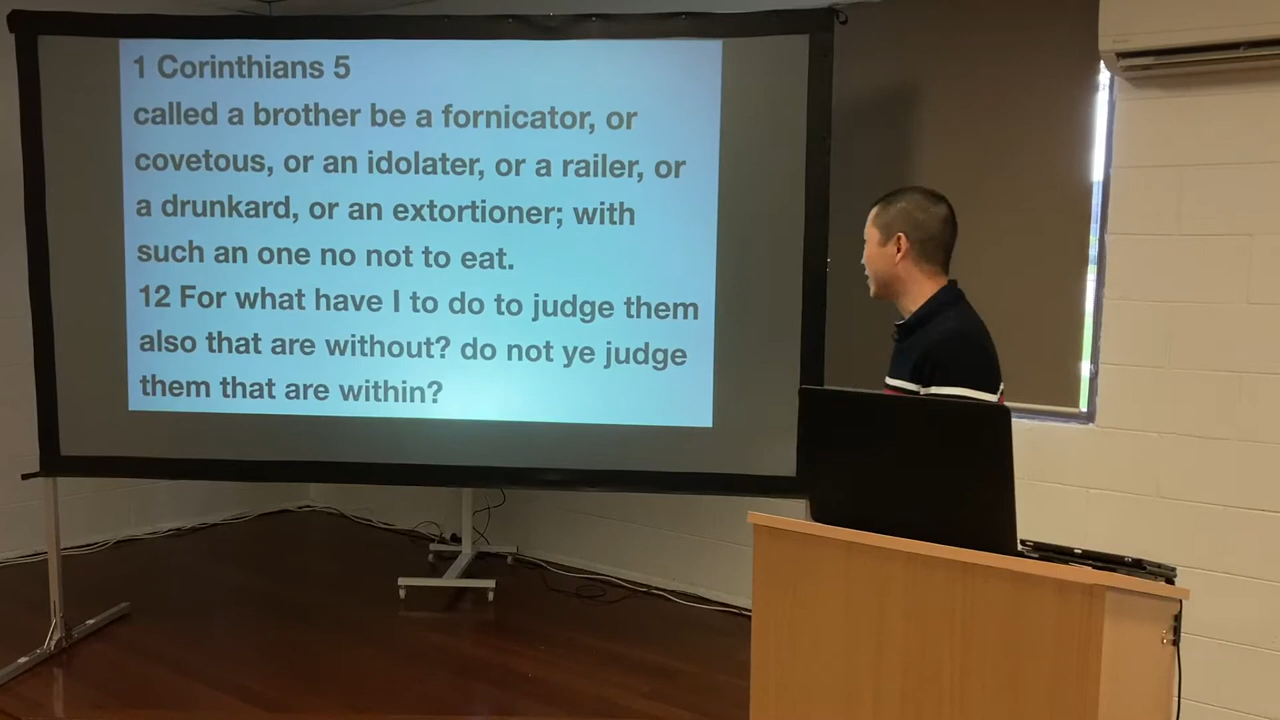 1 Corinthians 5
called a brother be a fornicator, or
covetous, or an idolater, or a railer, or
a drunkard, or an extortioner; with
such an one no not to eat.
12 For what have I to do to judge them
also that are without? do not ye judge
them that are within?